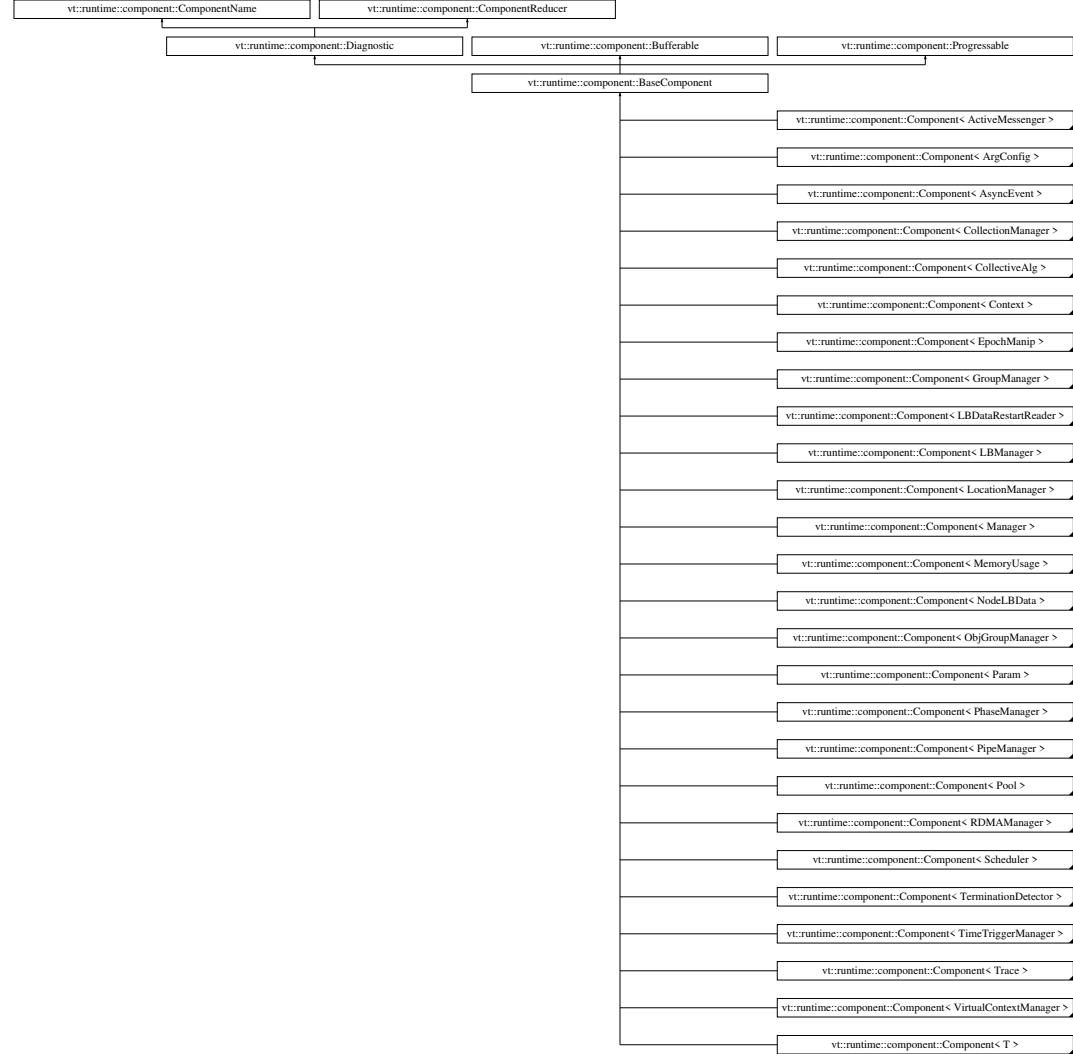 vt::runtime::component::ComponentName
vt::runtime::component::ComponentReducer
vt::runtime::component::Diagnostic
vt::runtime::component::Bufferable
vt::runtime::component::Progressable
vt::runtime::component::BaseComponent
vt::runtime::component::Component< ActiveMessenger >
vt::runtime::component::Component< ArgConfig >
vt::runtime::component::Component< AsyncEvent >
vt::runtime::component::Component< CollectionManager >
vt::runtime::component::Component< CollectiveAlg >
vt::runtime::component::Component< Context >
vt::runtime::component::Component< EpochManip >
vt::runtime::component::Component< GroupManager >
vt::runtime::component::Component< LBDataRestartReader >
vt::runtime::component::Component< LBManager >
vt::runtime::component::Component< LocationManager >
vt::runtime::component::Component< Manager >
vt::runtime::component::Component< MemoryUsage >
vt::runtime::component::Component< NodeLBData >
vt::runtime::component::Component< ObjGroupManager >
vt::runtime::component::Component< Param >
vt::runtime::component::Component< PhaseManager >
vt::runtime::component::Component< PipeManager >
vt::runtime::component::Component< Pool >
vt::runtime::component::Component< RDMAManager >
vt::runtime::component::Component< Scheduler >
vt::runtime::component::Component< TerminationDetector >
vt::runtime::component::Component< TimeTriggerManager >
vt::runtime::component::Component< Trace >
vt::runtime::component::Component< VirtualContextManager >
vt::runtime::component::Component< T >